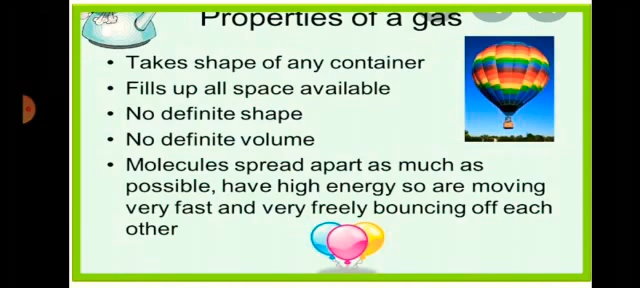 Properties of a gas
• Takes shape of any container
• Fills up all space available
• No definite shape
• No definite volume
• Molecules spread apart as much as
possible, have high energy so are moving
very fast and very freely bouncing off each
other